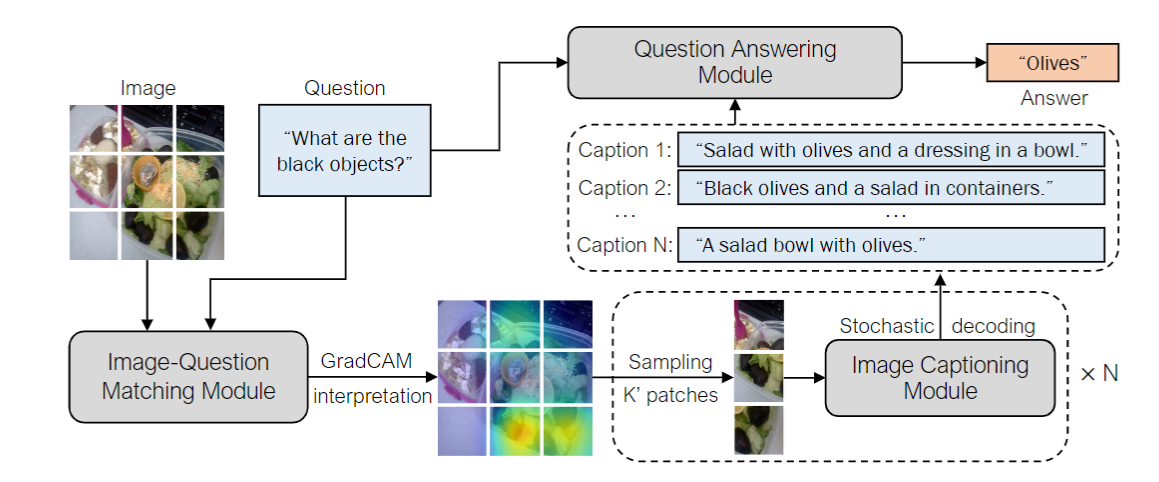 Image
Question
"What are the
black objects?"
Question Answering
Module
"Olives"
Answer
Caption 1:
"Salad with olives and a dressing in a bowl."
Caption 2:
"Black olives and a salad in containers."
...
...
Caption N:
"A salad bowl with olives."
Image-Question
Matching Module
GradCAM
interpretation
Sampling
K' patches
Stochastic decoding
Image Captioning
Module
× N